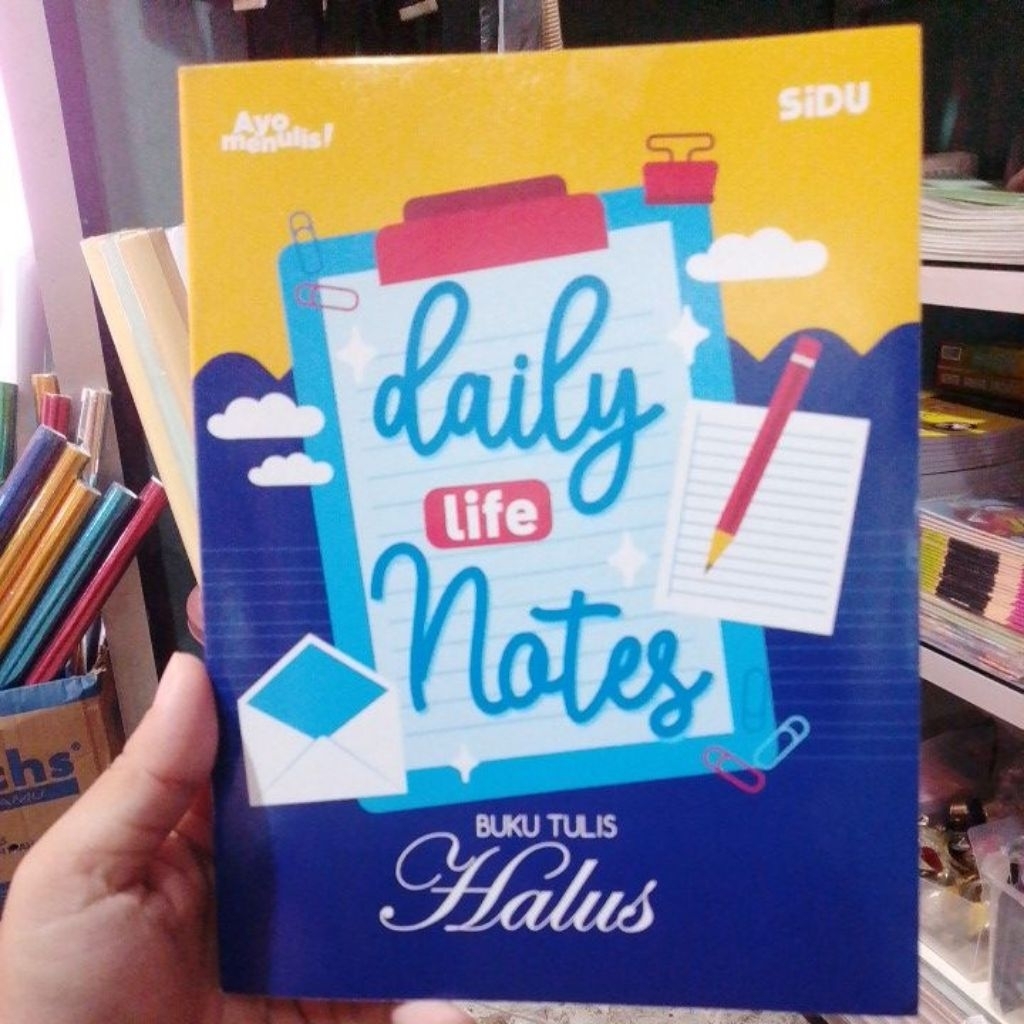 Ayo
menulis!
SiDU
daily
life
Notes
BUKU TULIS
Halus